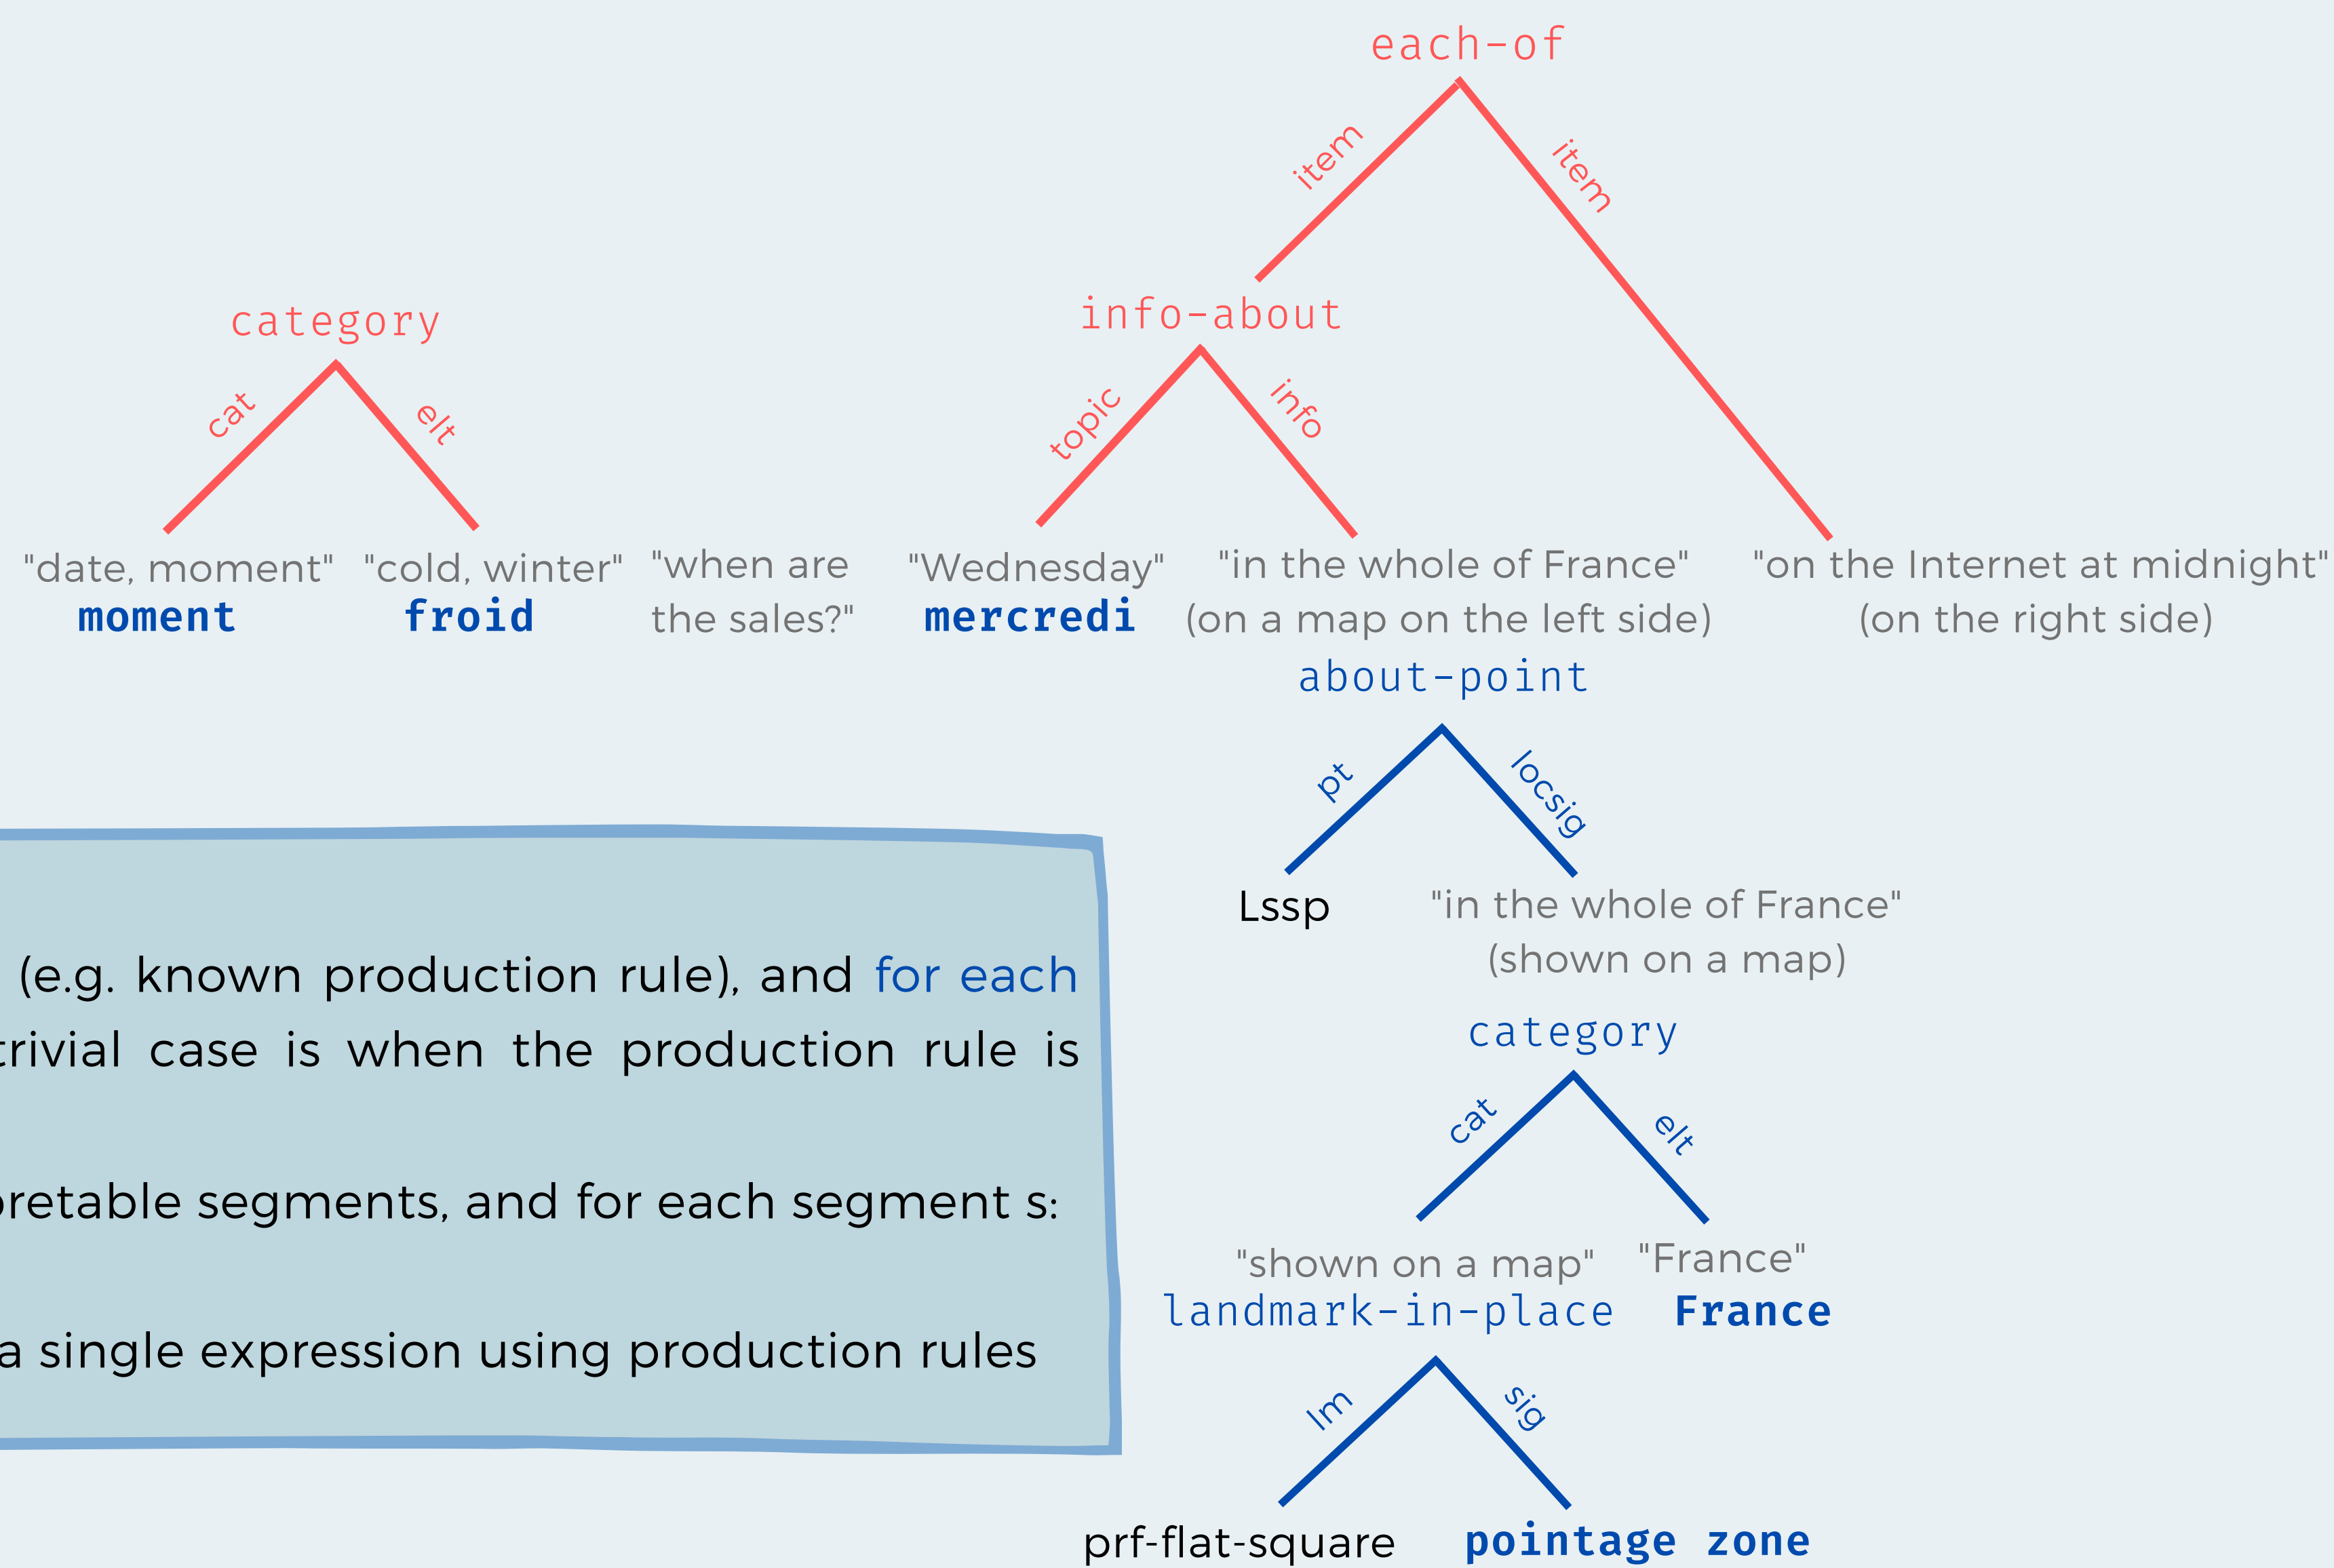 each-of
item
item
category
info-about
cat
elt
topic
info
"date, moment"
moment
"cold, winter"
froid
"when are
the sales?"
"Wednesday"
mercredi
"in the whole of France"
(on a map on the left side)
"on the Internet at midnight"
(on the right side)
about-point
pt
locsig
Lssp
"in the whole of France"
(shown on a map)
category
cat
elt
"shown on a map"
landmark-in-place
"France"
France
lm
sig
prf-flat-square
pointage zone
(e.g. known production rule), and for each
trivial case is when the production rule is
pretable segments, and for each segment s:
a single expression using production rules